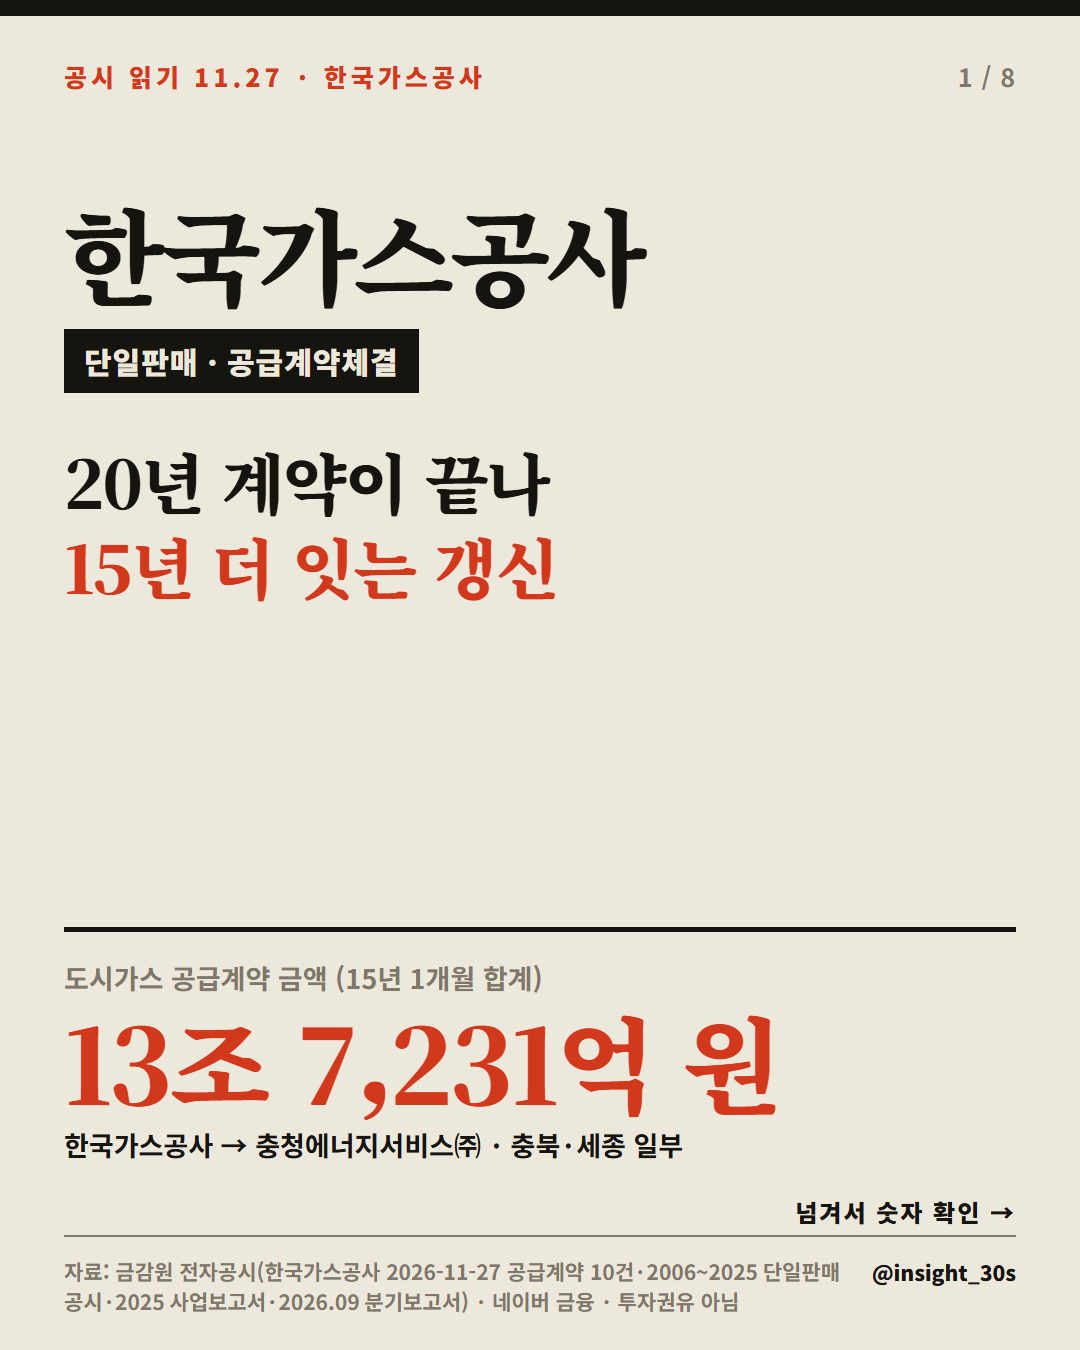 공시 읽기 11.27 · 한국가스공사
1 / 8
한국가스공사
단일판매 · 공급계약체결
20년 계약이 끝나
15년 더 잇는 갱신
도시가스 공급계약 금액 (15년 1개월 합계)
13조 7,231억 원
한국가스공사 → 충청에너지서비스㈜ · 충북·세종 일부
넘겨서 숫자 확인 →
자료: 금감원 전자공시(한국가스공사 2026-11-27 공급계약 10건·2006~2025 단일판매
공시·2025 사업보고서·2026.09 분기보고서) · 네이버 금융 · 투자권유 아님
@insight_30s